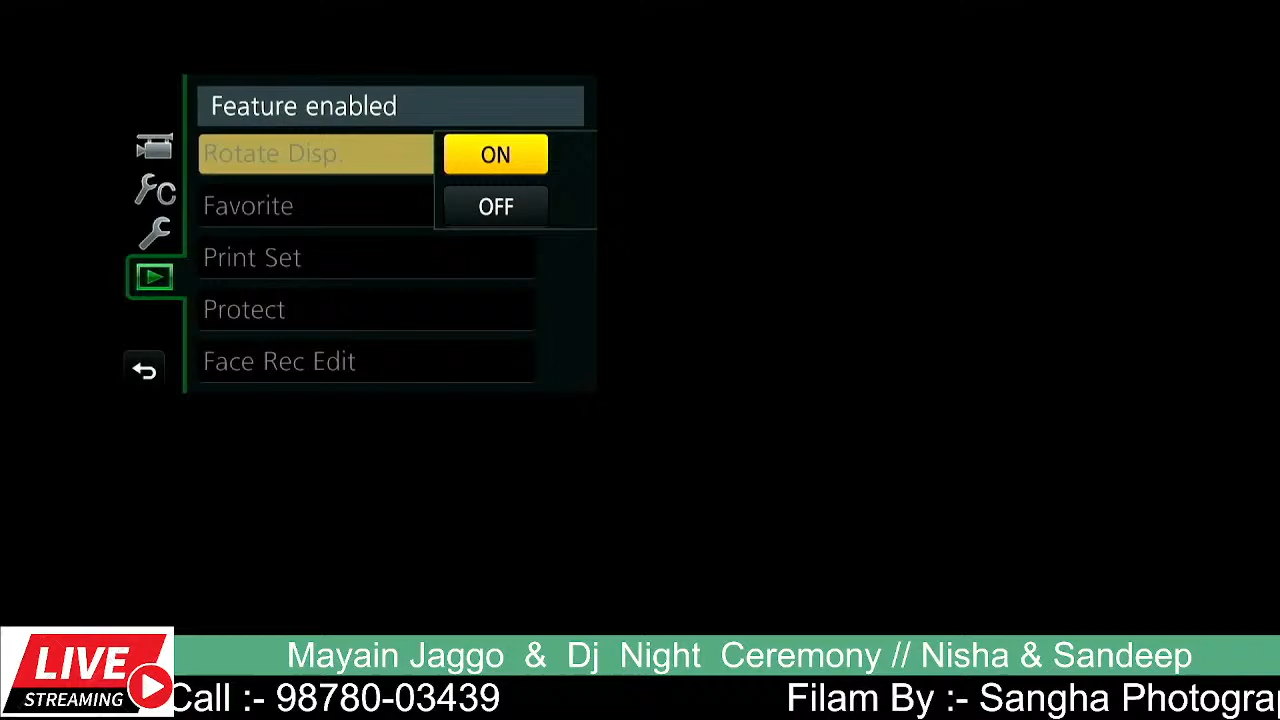 Feature enabled
Rotate Disp.
ON
Favorite
OFF
Print Set
Protect
Face Rec Edit
C
Mayain Jaggo & Dj Night Ceremony // Nisha & Sandeep
LIVE
STREAMING
Call :- 98780-03439
Filam By :- Sangha Photogra